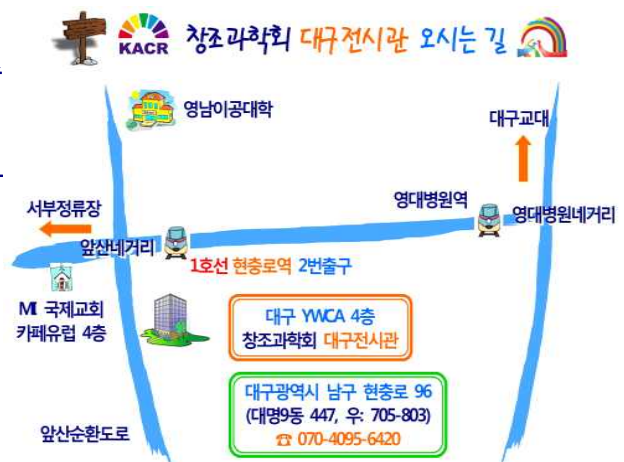 KACR
창조과학회 대구전시관 오시는 길
영남이공대학
대구교대
서부정류장
영대병원역
영대병원네거리
앞산네거리
1호선 현충로역 2번출구
MI 국제교회
카페유럽 4층
대구 YWCA 4층
창조과학회 대구전시관
대구광역시 남구 현충로 96
(대명9동 447, 우: 705-803)
☎ 070-4095-6420
앞산순환도로